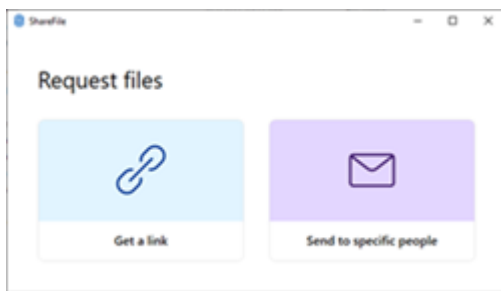 ShareFile
Request files
Get a link
Send to specific people